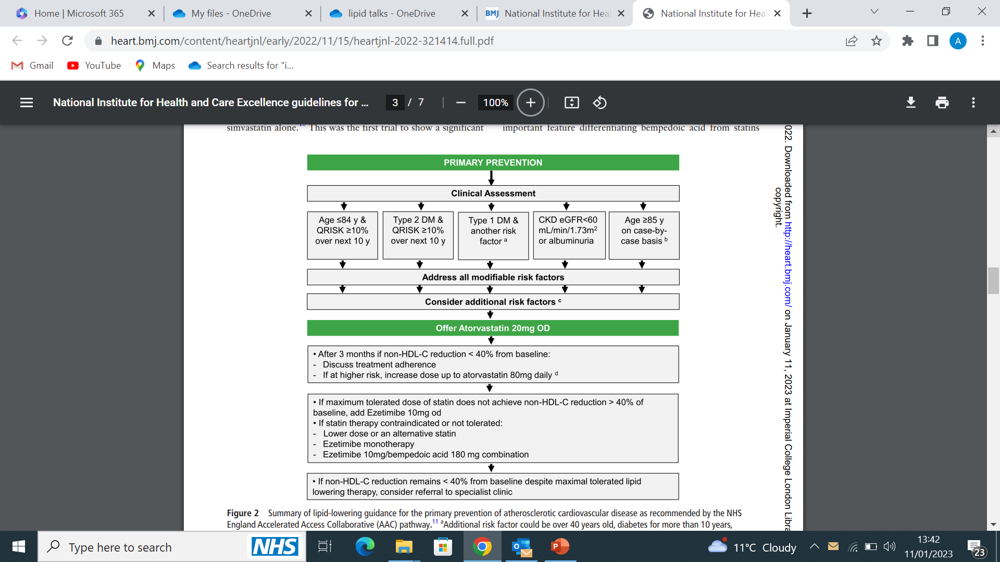 Home | Microsoft 365
My files - OneDrive
lipid talks - OneDrive
BMJ National Institute for Heal
National Institute for Heal
heart.bmj.com/content/heartjnl/early/2022/11/15/heartjnl-2022-321414.full.pdf
A
Gmail
YouTube
Maps
Search results for "i...
National Institute for Health and Care Excellence guidelines for ...
3 / 7
100%
simvastatin alone. This was the first trial to show a significant
important feature differentiating bempedoic acid from statins
PRIMARY PREVENTION
Clinical Assessment
Age ≤84 y &
QRISK ≥10%
over next 10 y
Type 2 DM &
QRISK ≥10%
over next 10 y
Type 1 DM &
another risk
factor a
CKD eGFR<60
mL/min/1.73m2
or albuminuria
Age ≥85 y
on case-by-
case basis b
Address all modifiable risk factors
Consider additional risk factors c
Offer Atorvastatin 20mg OD
• After 3 months if non-HDL-C reduction < 40% from baseline:
- Discuss treatment adherence
- If at higher risk, increase dose up to atorvastatin 80mg daily d
• If maximum tolerated dose of statin does not achieve non-HDL-C reduction > 40% of
baseline, add Ezetimibe 10mg od
• If statin therapy contraindicated or not tolerated:
- Lower dose or an alternative statin
- Ezetimibe monotherapy
- Ezetimibe 10mg/bempedoic acid 180 mg combination
• If non-HDL-C reduction remains < 40% from baseline despite maximal tolerated lipid
lowering therapy, consider referral to specialist clinic
Figure 2 Summary of lipid-lowering guidance for the primary prevention of atherosclerotic cardiovascular disease as recommended by the NHS
England Accelerated Access Collaborative (AAC) pathway.11 aAdditional risk factor could be over 40 years old, diabetes for more than 10 years,
022. Downloaded from http://heart.bmj.com/ on January 11, 2023 at Imperial College London Libra
copyright.
Type here to search
NHS
11°C Cloudy
13:42
11/01/2023
23